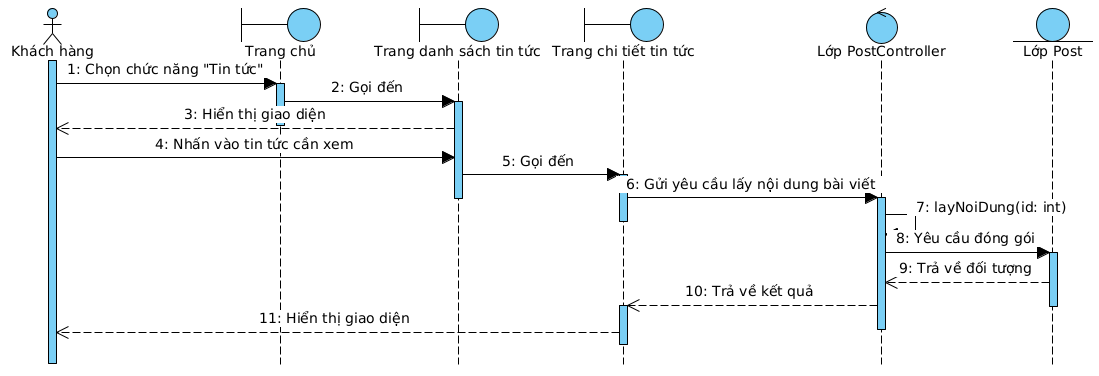 Khách hàng
Trang chủ
Trang danh sách tin tức
Trang chi tiết tin tức
Lớp PostController
Lớp Post
1: Chọn chức năng "Tin tức"
2: Gọi đến
3: Hiển thị giao diện
4: Nhấn vào tin tức cần xem
5: Gọi đến
6: Gửi yêu cầu lấy nội dung bài viết
7: layNoiDung(id: int)
8: Yêu cầu đóng gói
9: Trả về đối tượng
10: Trả về kết quả
11: Hiển thị giao diện